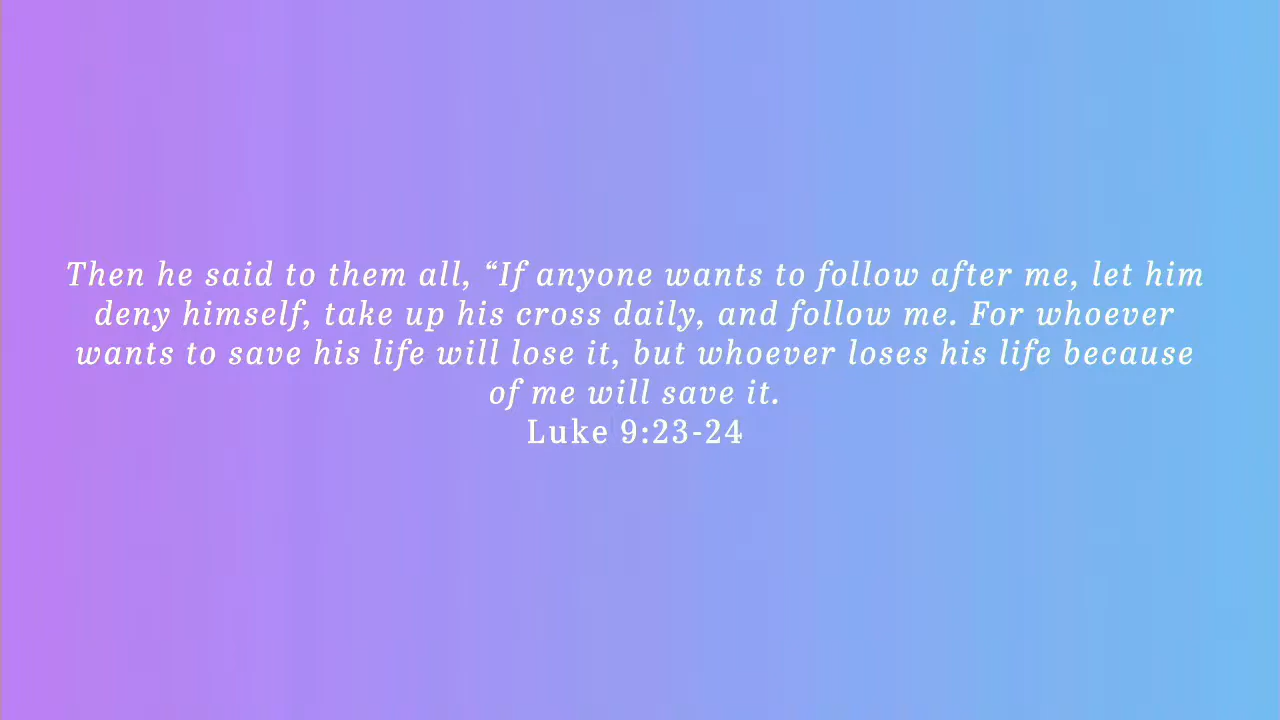 Then he said to them all, “If anyone wants to follow after me, let him
deny himself, take up his cross daily, and follow me. For whoever
wants to save his life will lose it, but whoever loses his life because
of me will save it.
Luke 9:23-24